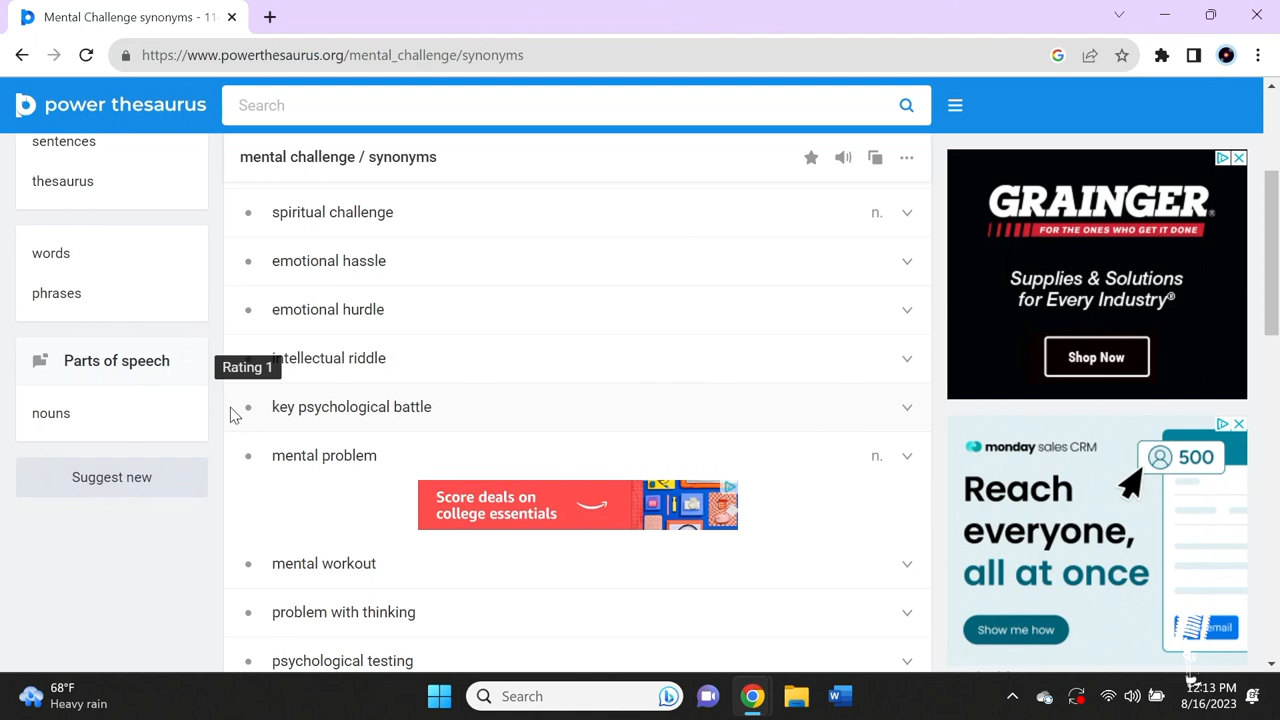 Mental Challenge synonyms - 11
https://www.powerthesaurus.org/mental_challenge/synonyms
power thesaurus
Search
sentences
thesaurus
words
phrases
Parts of speech
nouns
Suggest new
mental challenge / synonyms
spiritual challenge
n.
emotional hassle
emotional hurdle
intellectual riddle
Rating 1
key psychological battle
mental problem
n.
Score deals on
college essentials
mental workout
problem with thinking
psychological testing
GRAINGER
FOR THE ONES WHO GET IT DONE
Supplies & Solutions
for Every Industry®
Shop Now
monday sales CRM
500
Reach
everyone,
all at once
Show me how
email
68°F
Heavy rain
Search
12:13 PM
8/16/2023